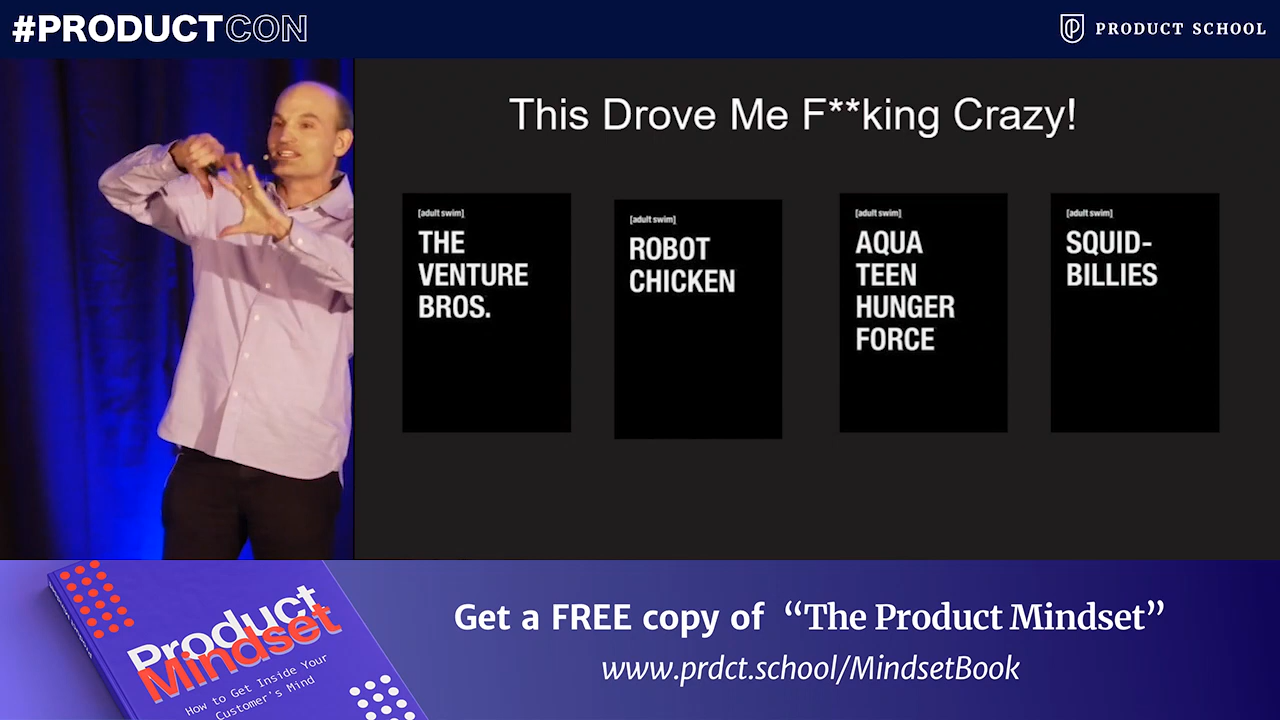 #PRODUCTCON
PRODUCT SCHOOL
This Drove Me F**king Crazy!
[adult swim]
THE
VENTURE
BROS.
[adult swim]
ROBOT
CHICKEN
[adult swim]
AQUA
TEEN
HUNGER
FORCE
[adult swim]
SQUID-
BILLIES
Product
Mindset
How to Get Inside Your
Customer's Mind
Get a FREE copy of “The Product Mindset”
www.prdct.school/MindsetBook